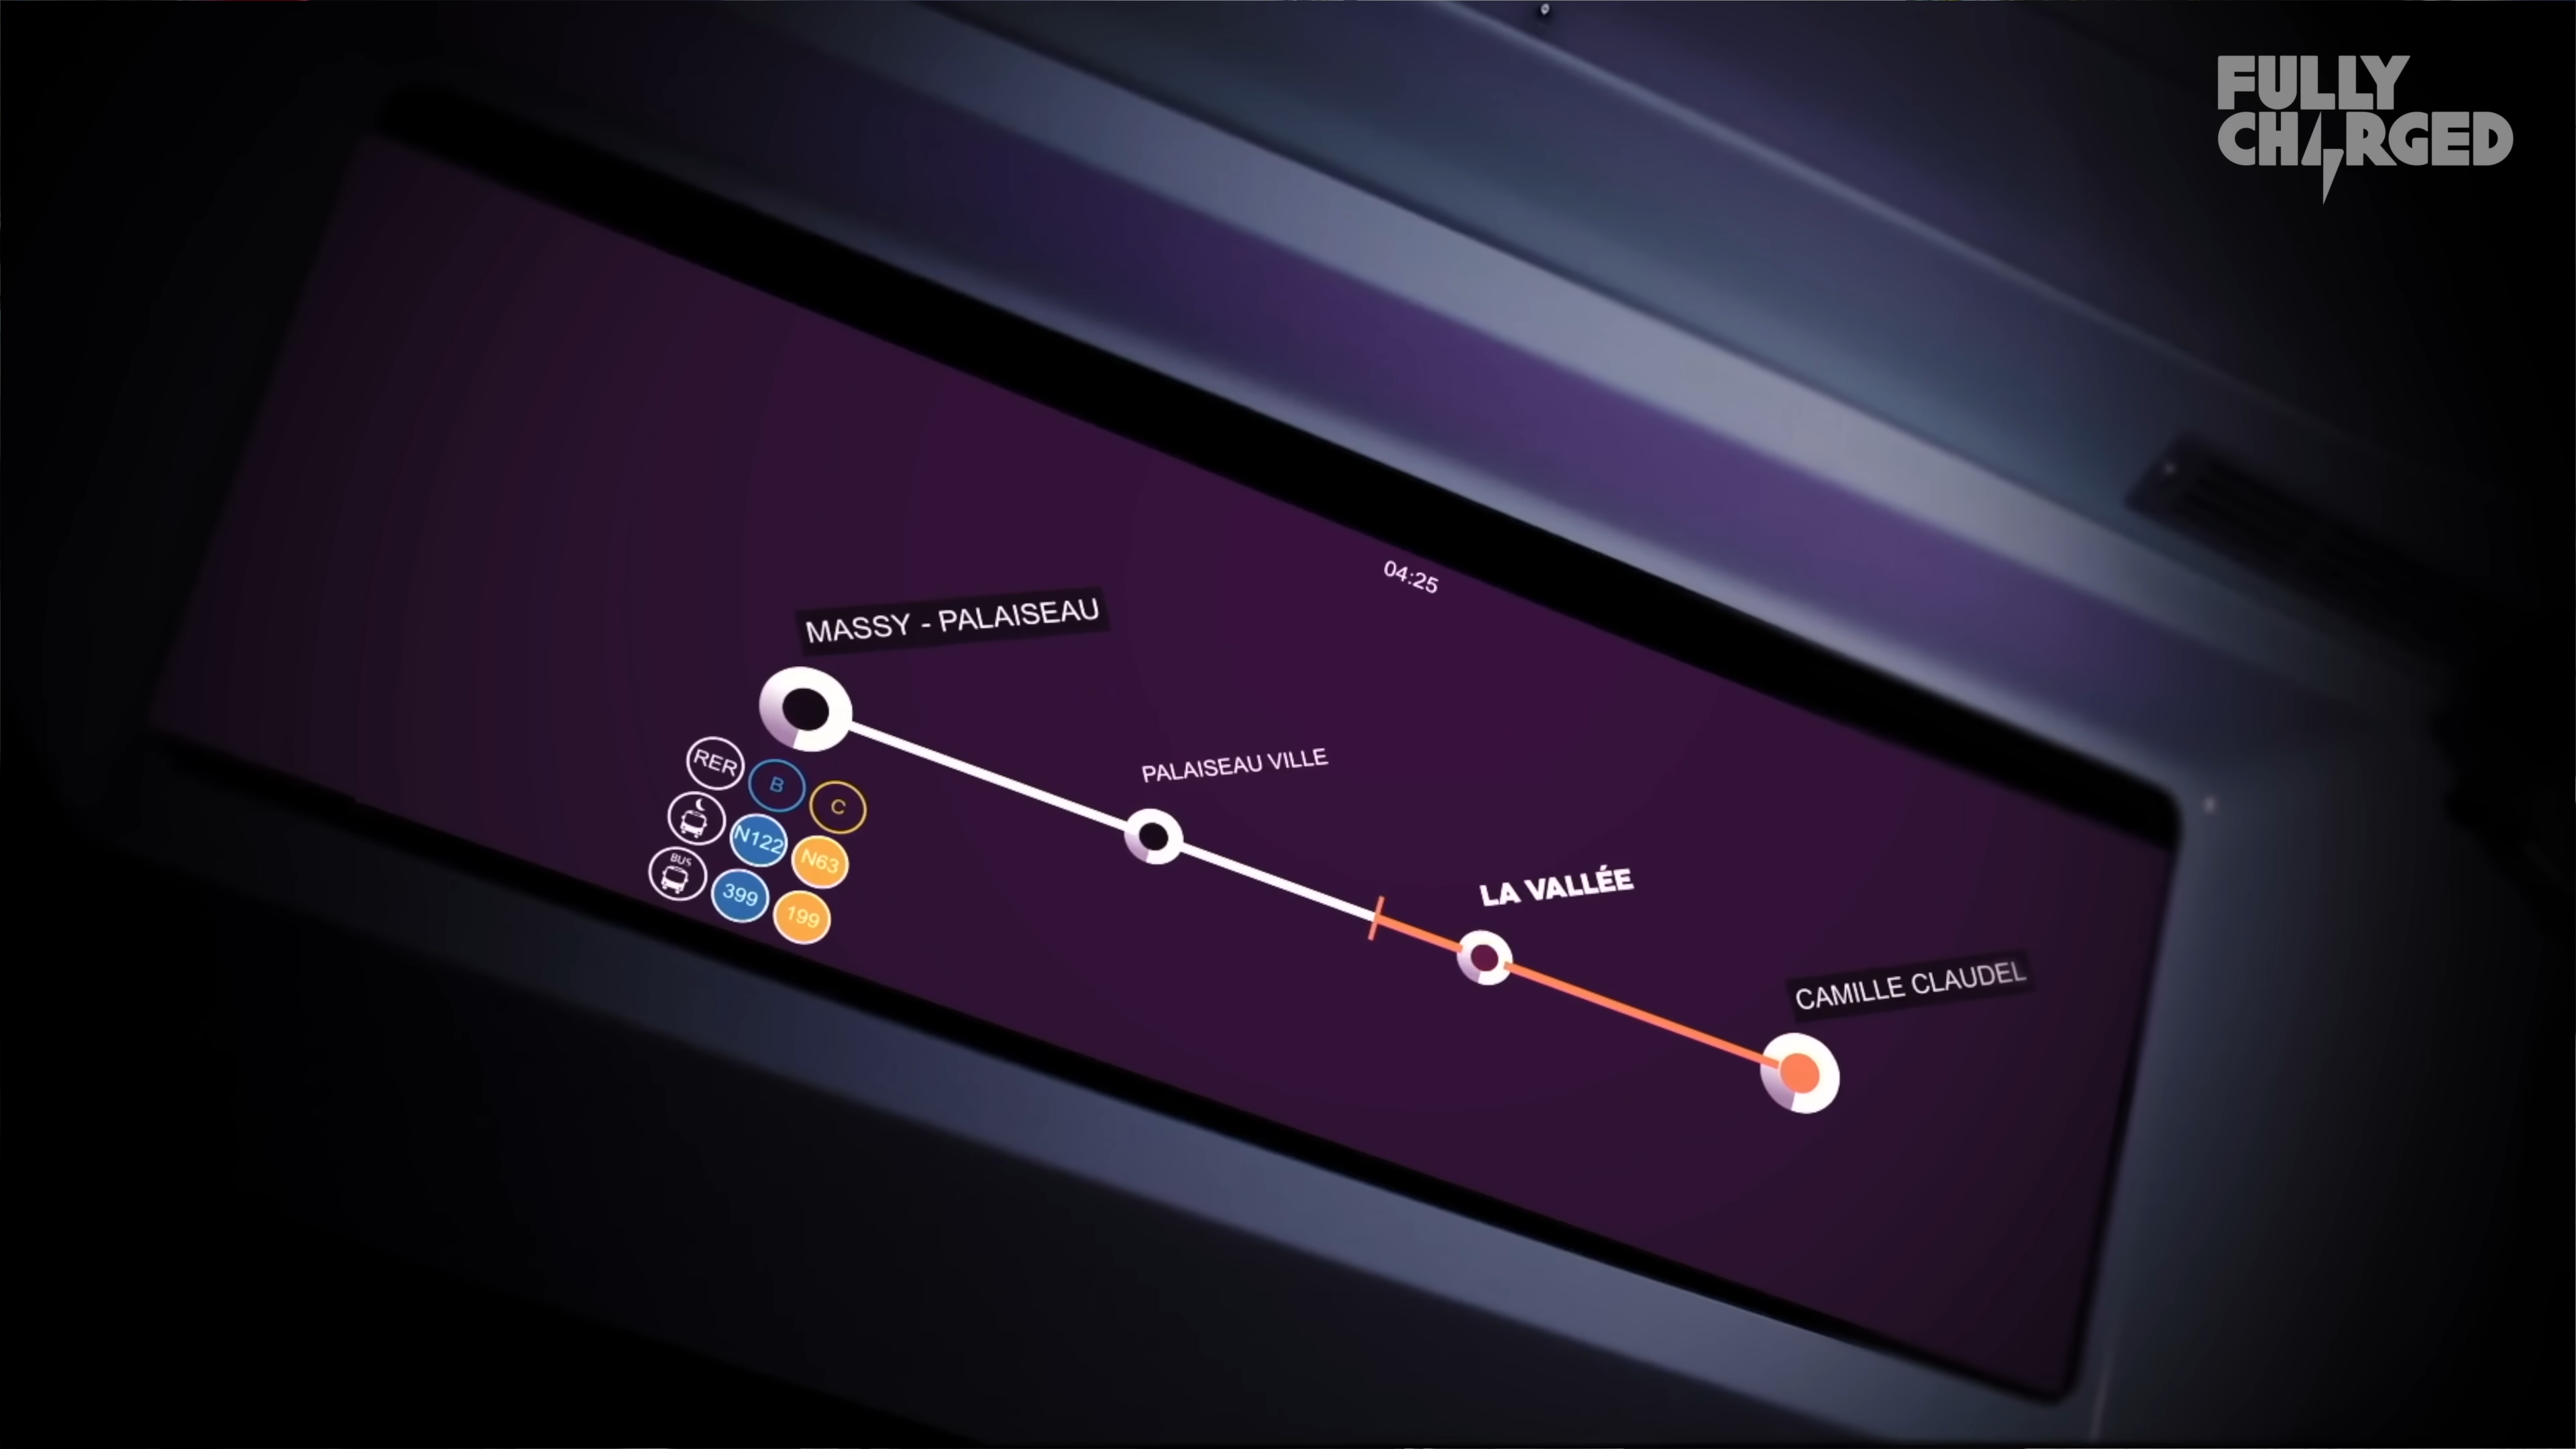 FULLY
CHARGED
04:25
MASSY - PALAISEAU
PALAISEAU VILLE
LA VALLÉE
CAMILLE CLAUDEL
RER B C
N122 N63
BUS
399 199